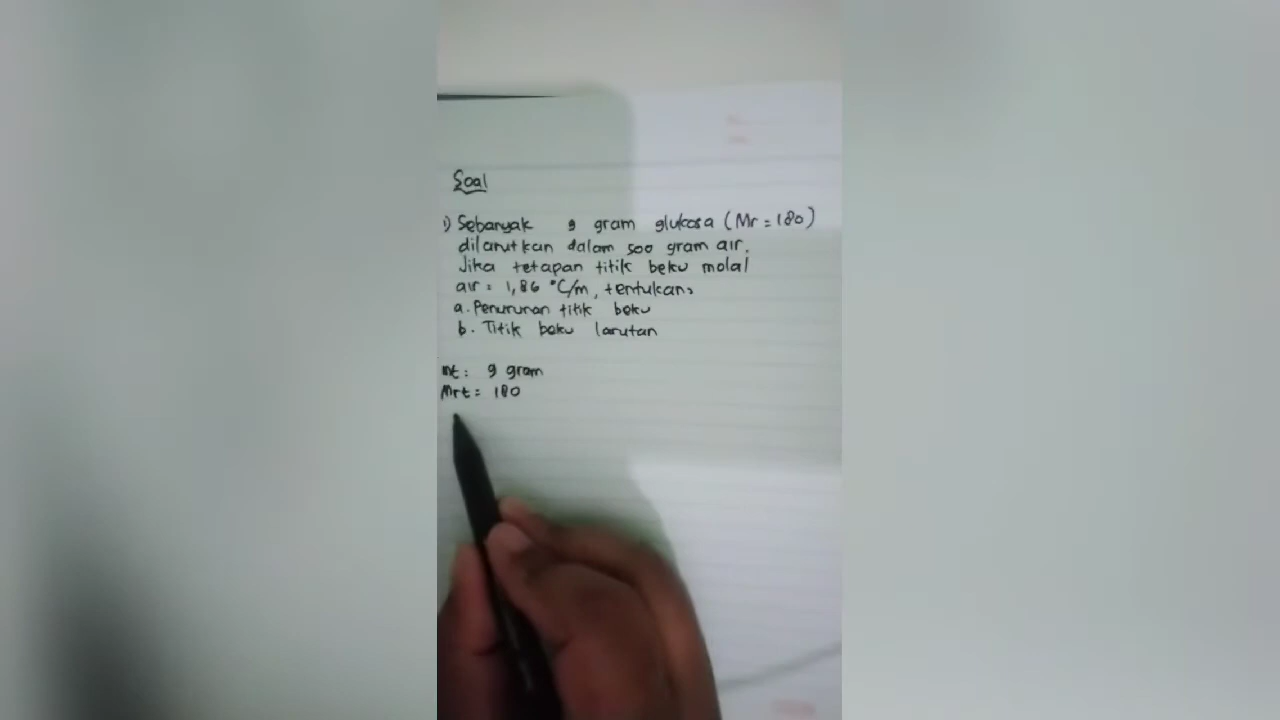 Soal
1) Sebanyak 9 gram glukosa (Mr = 180)
dilarutkan dalam 500 gram air.
Jika tetapan titik beku molal
air = 1,86 °C/m, tentukan:
a. Penurunan titik beku
b. Titik beku larutan
mt = 9 gram
Mrt = 180